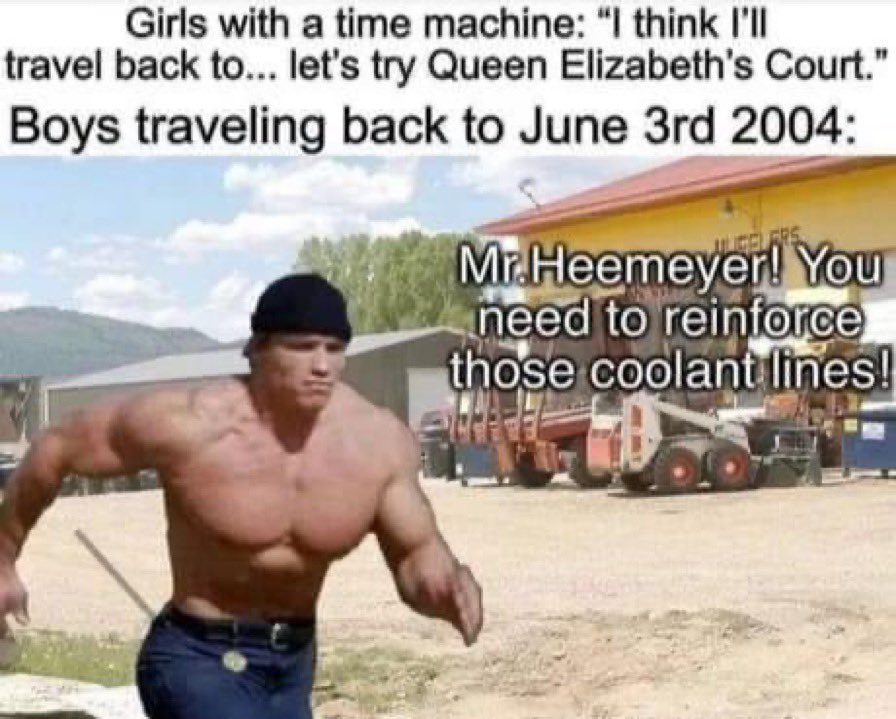 Girls with a time machine: “I think I’ll
travel back to... let’s try Queen Elizabeth’s Court.”
Boys traveling back to June 3rd 2004:
Mr.Heemeyer! You
need to reinforce
those coolant lines!